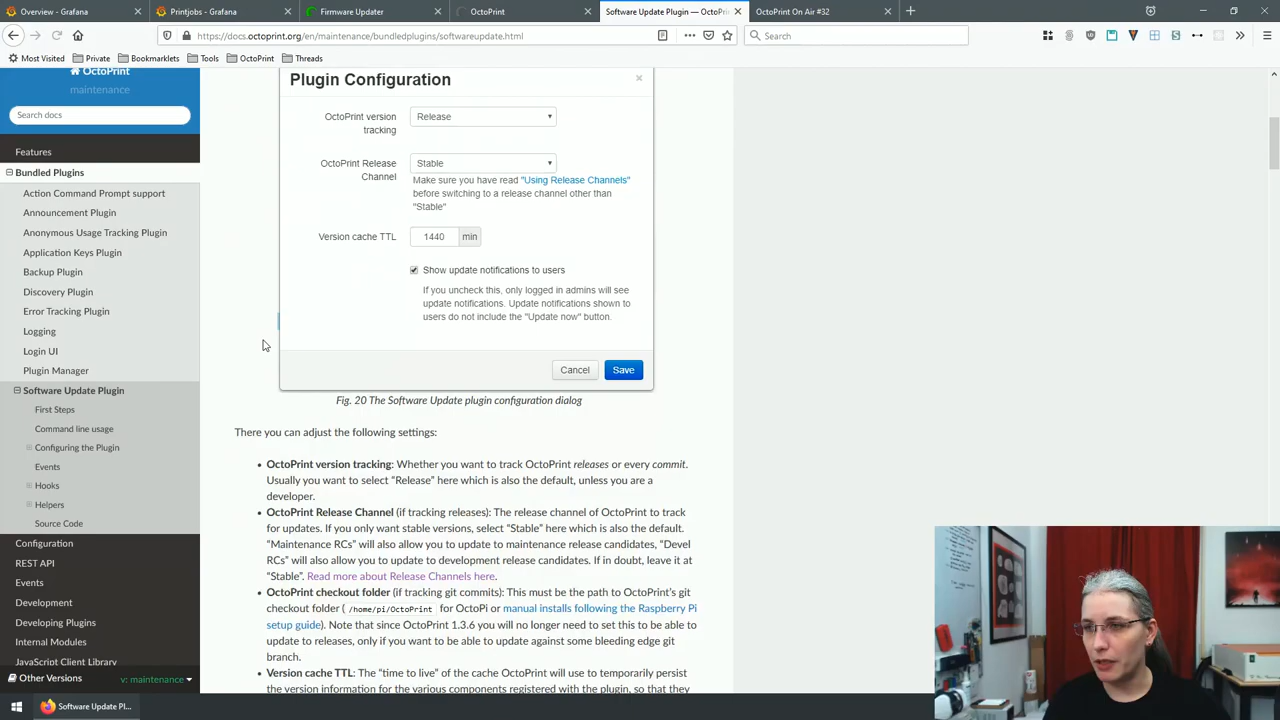 Overview - Grafana
Printjobs - Grafana
Firmware Updater
OctoPrint
Software Update Plugin — OctoPri
OctoPrint On Air #32
https://docs.octoprint.org/en/maintenance/bundledplugins/softwareupdate.html
Search
Most Visited
Private
Bookmarklets
Tools
OctoPrint
Threads
OctoPrint
maintenance
Search docs
Features
Bundled Plugins
Action Command Prompt support
Announcement Plugin
Anonymous Usage Tracking Plugin
Application Keys Plugin
Backup Plugin
Discovery Plugin
Error Tracking Plugin
Logging
Login UI
Plugin Manager
Software Update Plugin
First Steps
Command line usage
Configuring the Plugin
Events
Hooks
Helpers
Source Code
Configuration
REST API
Events
Development
Developing Plugins
Internal Modules
JavaScript Client Library
Other Versions
v: maintenance
Plugin Configuration
×
OctoPrint version
tracking
Release
OctoPrint Release
Channel
Stable
Make sure you have read "Using Release Channels"
before switching to a release channel other than
"Stable"
Version cache TTL
1440
min
Show update notifications to users
If you uncheck this, only logged in admins will see
update notifications. Update notifications shown to
users do not include the "Update now" button.
Cancel
Save
Fig. 20 The Software Update plugin configuration dialog
There you can adjust the following settings:
• OctoPrint version tracking: Whether you want to track OctoPrint releases or every commit.
Usually you want to select “Release” here which is also the default, unless you are a
developer.
• OctoPrint Release Channel (if tracking releases): The release channel of OctoPrint to track
for updates. If you only want stable versions, select “Stable” here which is also the default.
“Maintenance RCs” will also allow you to update to maintenance release candidates, “Devel
RCs” will also allow you to update to development release candidates. If in doubt, leave it at
“Stable”. Read more about Release Channels here.
• OctoPrint checkout folder (if tracking git commits): This must be the path to OctoPrint’s git
checkout folder ( /home/pi/OctoPrint for OctoPi or manual installs following the Raspberry Pi
setup guide). Note that since OctoPrint 1.3.6 you will no longer need to set this to be able to
update to releases, only if you want to be able to update against some bleeding edge git
branch.
• Version cache TTL: The “time to live” of the cache OctoPrint will use to temporarily persist
the version information for the various components registered with the plugin, so that they
Software Update Pl...